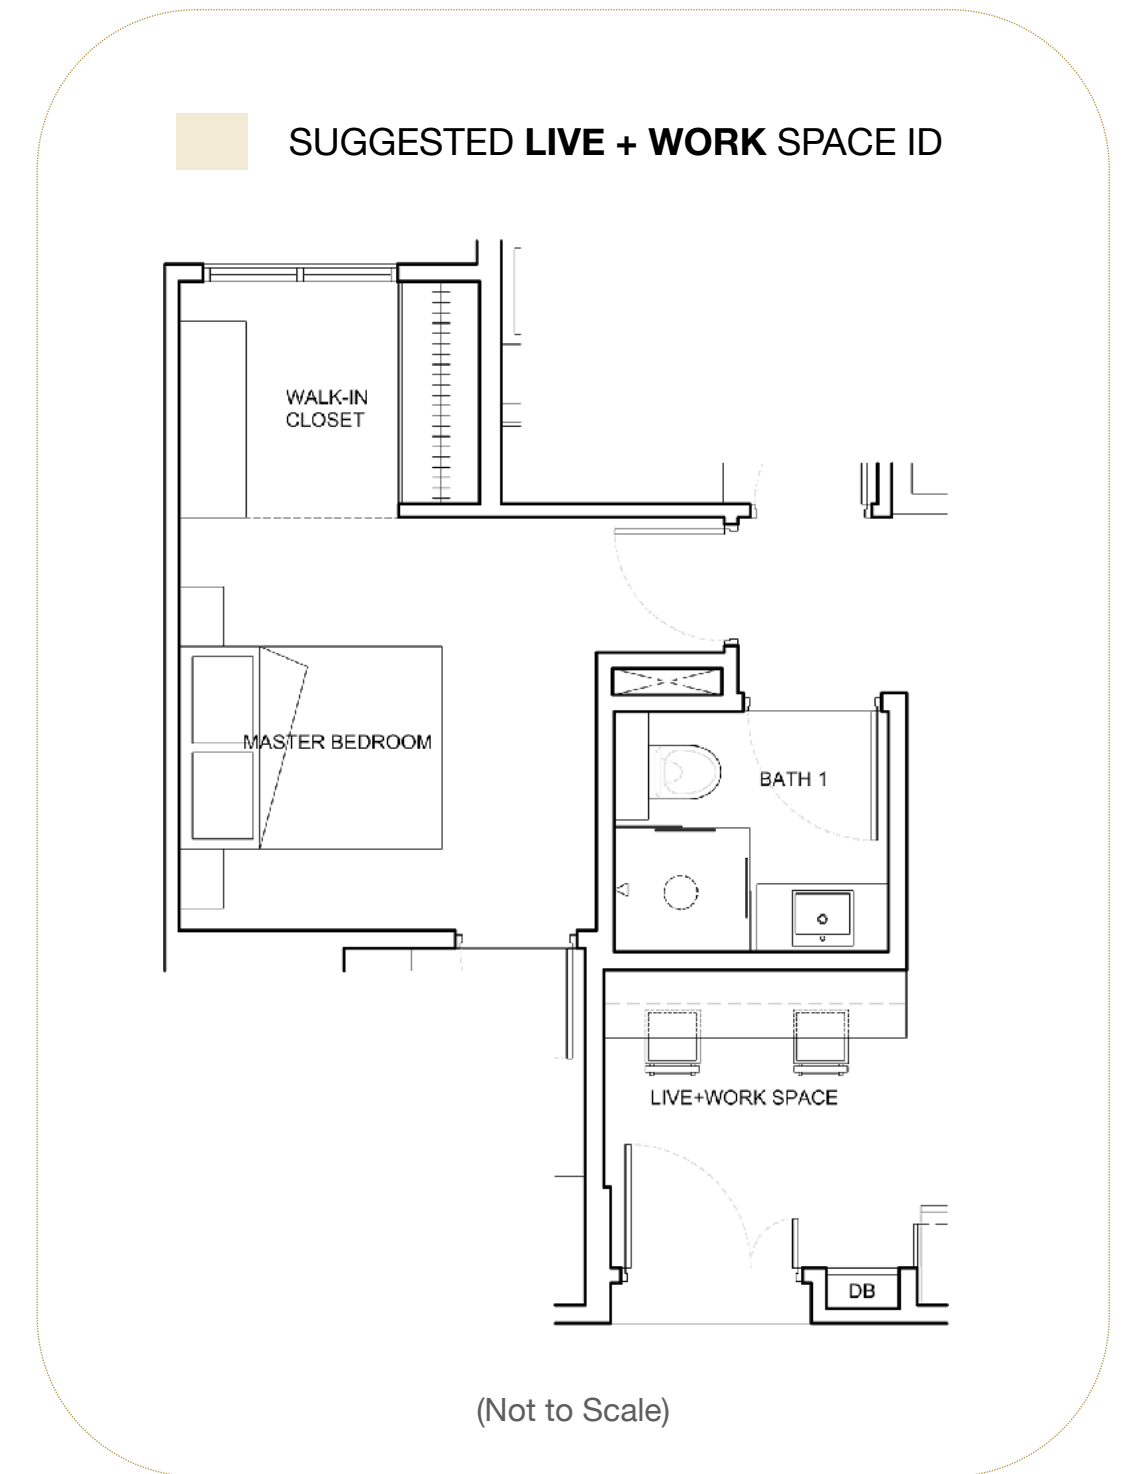 SUGGESTED LIVE + WORK SPACE ID
WALK-IN
CLOSET
MASTER BEDROOM
BATH 1
LIVE+WORK SPACE
DB
(Not to Scale)